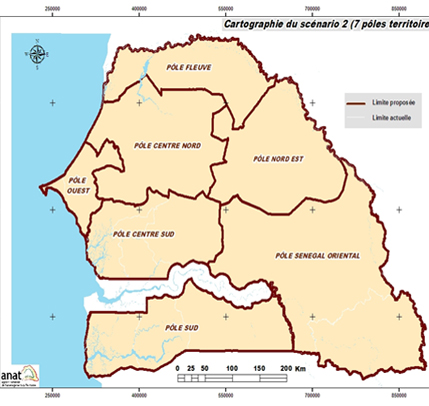 250000 400000 550000 700000 850000
Cartographie du scénario 2 (7 pôles territoire
PÔLE FLEUVE
Limite proposée
Limite actuelle
PÔLE CENTRE NORD
PÔLE NORD EST
PÔLE
OUEST
PÔLE CENTRE SUD
PÔLE SENEGAL ORIENTAL
PÔLE SUD
anat
0 25 50 100 150 200 Km
250000 400000 550000 700000 850000